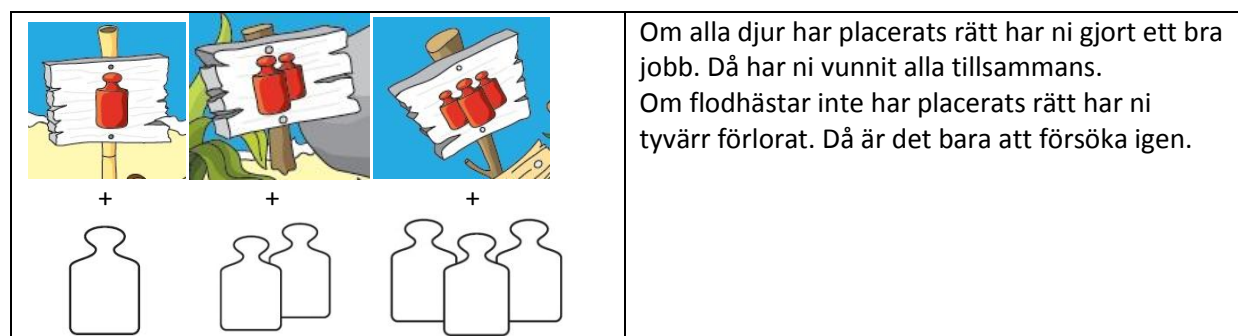 + + +
Om alla djur har placerats rätt har ni gjort ett bra
jobb. Då har ni vunnit alla tillsammans.
Om flodhästar inte har placerats rätt har ni
tyvärr förlorat. Då är det bara att försöka igen.